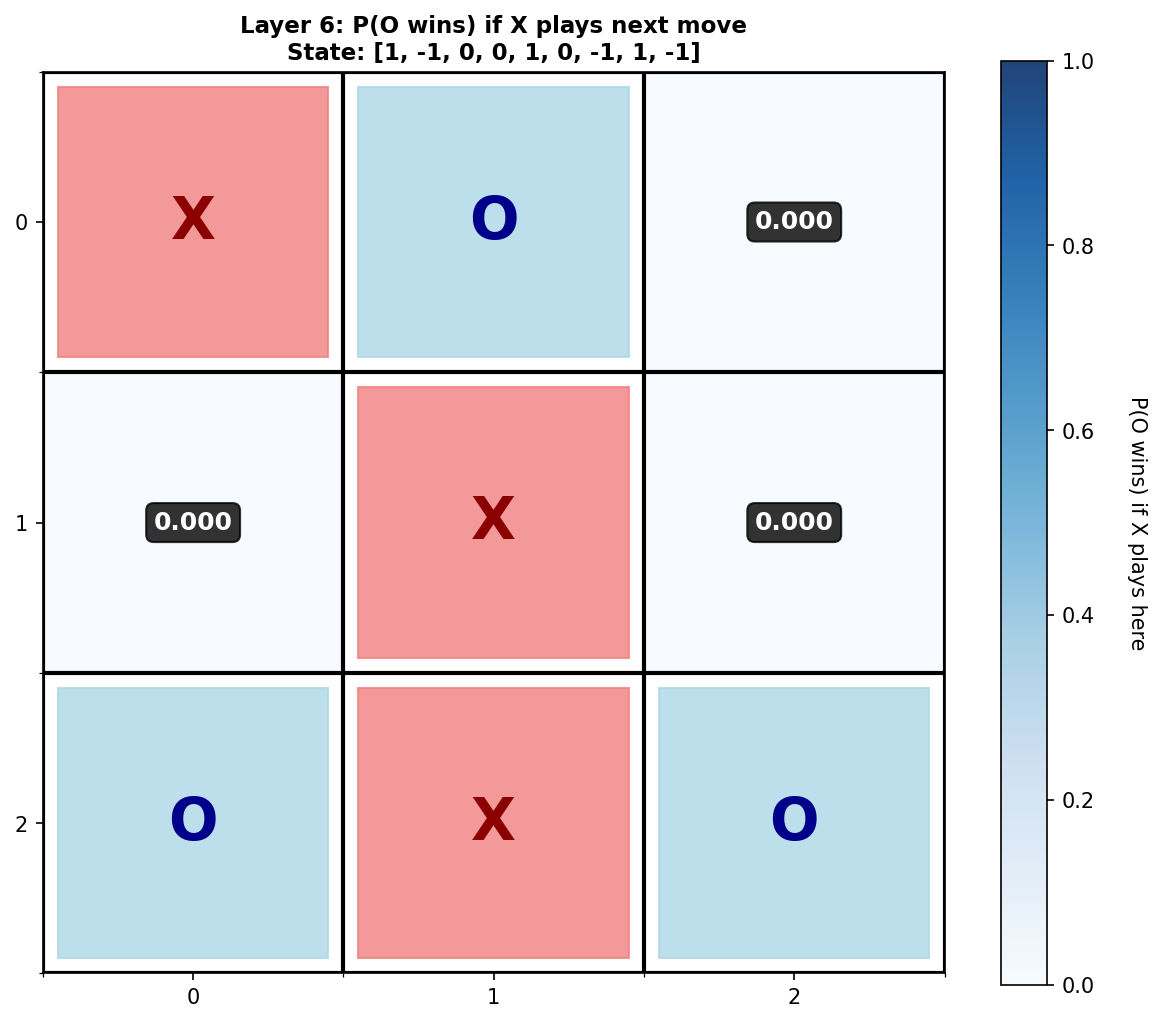 Layer 6: P(O wins) if X plays next move
State: [1, -1, 0, 0, 1, 0, -1, 1, -1]
X
O
0.000
0.000
X
0.000
O
X
O
0
1
2
0
1
2
1.0
0.8
0.6
0.4
0.2
0.0
P(O wins) if X plays here